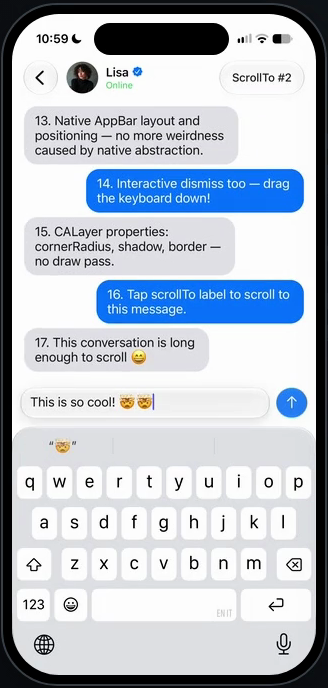 10:59
Lisa
Online
ScrollTo #2
13. Native AppBar layout and
positioning — no more weirdness
caused by native abstraction.
14. Interactive dismiss too — drag
the keyboard down!
15. CALayer properties:
cornerRadius, shadow, border —
no draw pass.
16. Tap scrollTo label to scroll to
this message.
17. This conversation is long
enough to scroll 😄
This is so cool! 🤯🤯
"🤯"
q w e r t y u i o p
a s d f g h j k l
z x c v b n m
123
EN IT